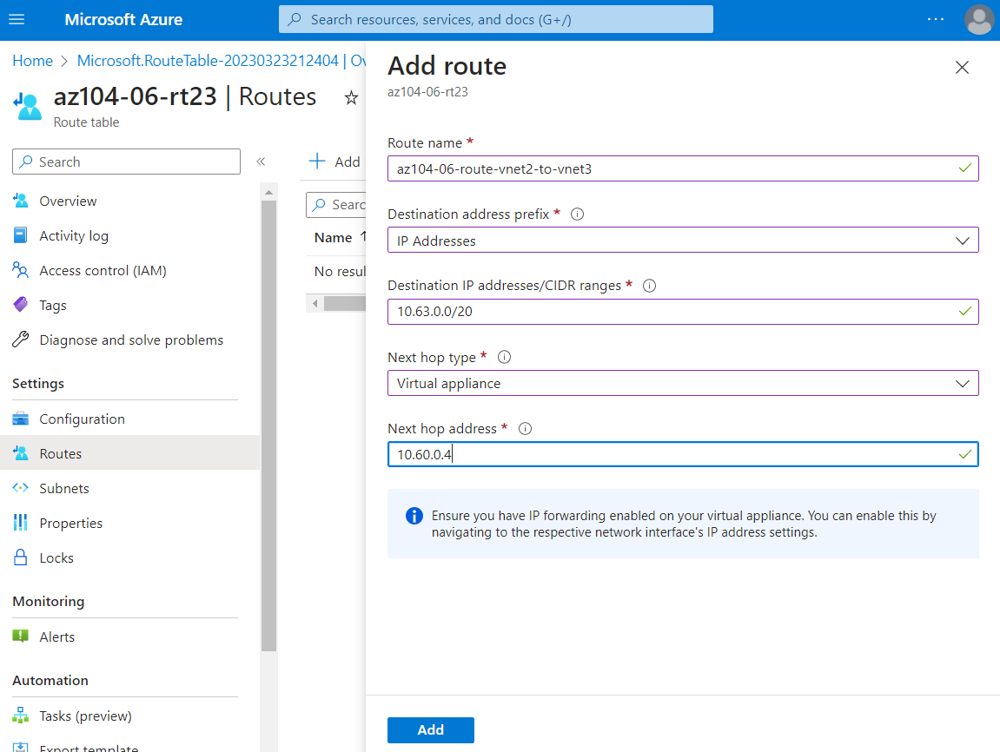 Microsoft Azure
Search resources, services, and docs (G+/)
Home > Microsoft.RouteTable-20230323212404 | Ov
az104-06-rt23 | Routes
Route table
Search
Overview
Activity log
Access control (IAM)
Tags
Diagnose and solve problems
Settings
Configuration
Routes
Subnets
Properties
Locks
Monitoring
Alerts
Automation
Tasks (preview)
Export template
Add
Searc
Name
No resul
Add route
az104-06-rt23
Route name *
az104-06-route-vnet2-to-vnet3
Destination address prefix *
IP Addresses
Destination IP addresses/CIDR ranges *
10.63.0.0/20
Next hop type *
Virtual appliance
Next hop address *
10.60.0.4
Ensure you have IP forwarding enabled on your virtual appliance. You can enable this by
navigating to the respective network interface's IP address settings.
Add